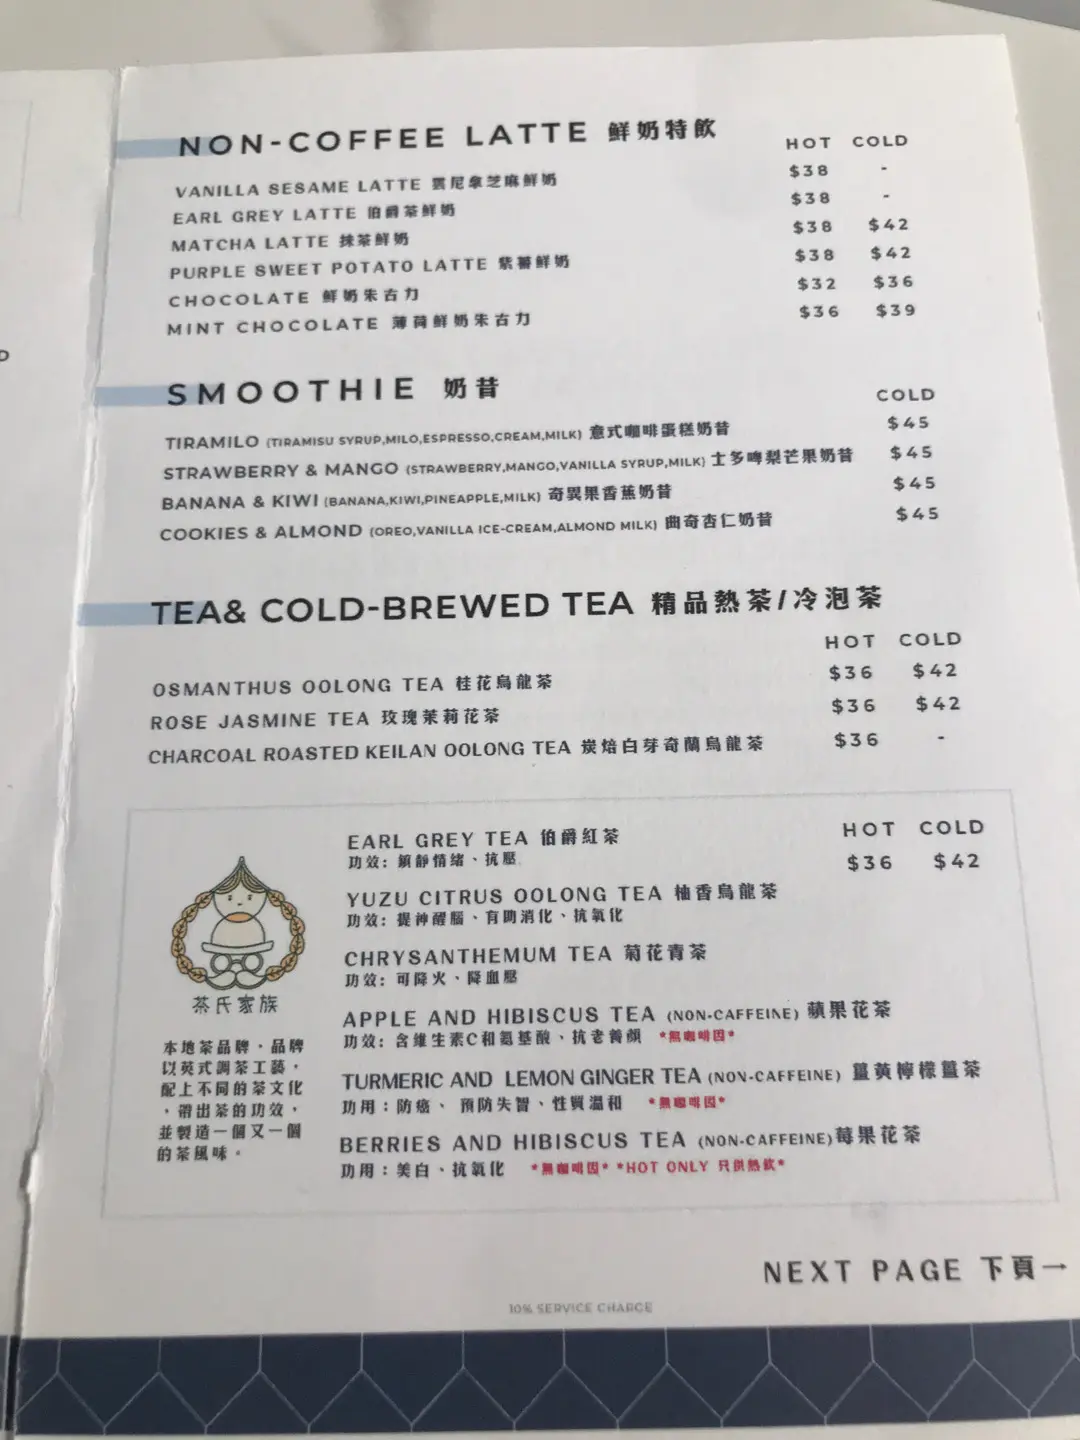 NON-COFFEE LATTE 鮮奶特飲 HOT COLD
VANILLA SESAME LATTE 雲尼拿芝麻鮮奶 $38 -
EARL GREY LATTE 伯爵茶鮮奶 $38 -
MATCHA LATTE 抹茶鮮奶 $38 $42
PURPLE SWEET POTATO LATTE 紫薯鮮奶 $38 $42
CHOCOLATE 鮮奶朱古力 $32 $36
MINT CHOCOLATE 薄荷鮮奶朱古力 $36 $39
SMOOTHIE 奶昔 COLD
TIRAMILO (TIRAMISU SYRUP,MILO,ESPRESSO,CREAM,MILK) 意式咖啡蛋糕奶昔 $45
STRAWBERRY & MANGO (STRAWBERRY,MANGO,VANILLA SYRUP,MILK) 士多啤梨芒果奶昔 $45
BANANA & KIWI (BANANA,KIWI,PINEAPPLE,MILK) 奇異果香蕉奶昔 $45
COOKIES & ALMOND (OREO,VANILLA ICE-CREAM,ALMOND MILK) 曲奇杏仁奶昔 $45
TEA& COLD-BREWED TEA 精品熱茶/冷泡茶
HOT COLD
OSMANTHUS OOLONG TEA 桂花烏龍茶 $36 $42
ROSE JASMINE TEA 玫瑰茉莉花茶 $36 $42
CHARCOAL ROASTED KEILAN OOLONG TEA 炭焙白芽奇蘭烏龍茶 $36 -
HOT COLD
EARL GREY TEA 伯爵紅茶 $36 $42
功效: 鎮靜情緒、抗壓
YUZU CITRUS OOLONG TEA 柚香烏龍茶
功效: 提神醒腦、有助消化、抗氧化
CHRYSANTHEMUM TEA 菊花青茶
功效: 可降火、降血壓
APPLE AND HIBISCUS TEA (NON-CAFFEINE) 蘋果花茶
功效: 含維生素C和氨基酸、抗老養顏 *無咖啡因*
TURMERIC AND LEMON GINGER TEA (NON-CAFFEINE) 薑黃檸檬薑茶
功用：防癌、預防失智、性質溫和 *無咖啡因*
BERRIES AND HIBISCUS TEA (NON-CAFFEINE) 莓果花茶
功用：美白、抗氧化 *無咖啡因* *HOT ONLY 只供熱飲*
茶氏家族
本地茶品牌，品牌
以英式調茶工藝，
配上不同的茶文化
，帶出茶的功效，
並製造一個又一個
的茶風味。
NEXT PAGE 下頁→
10% SERVICE CHARGE